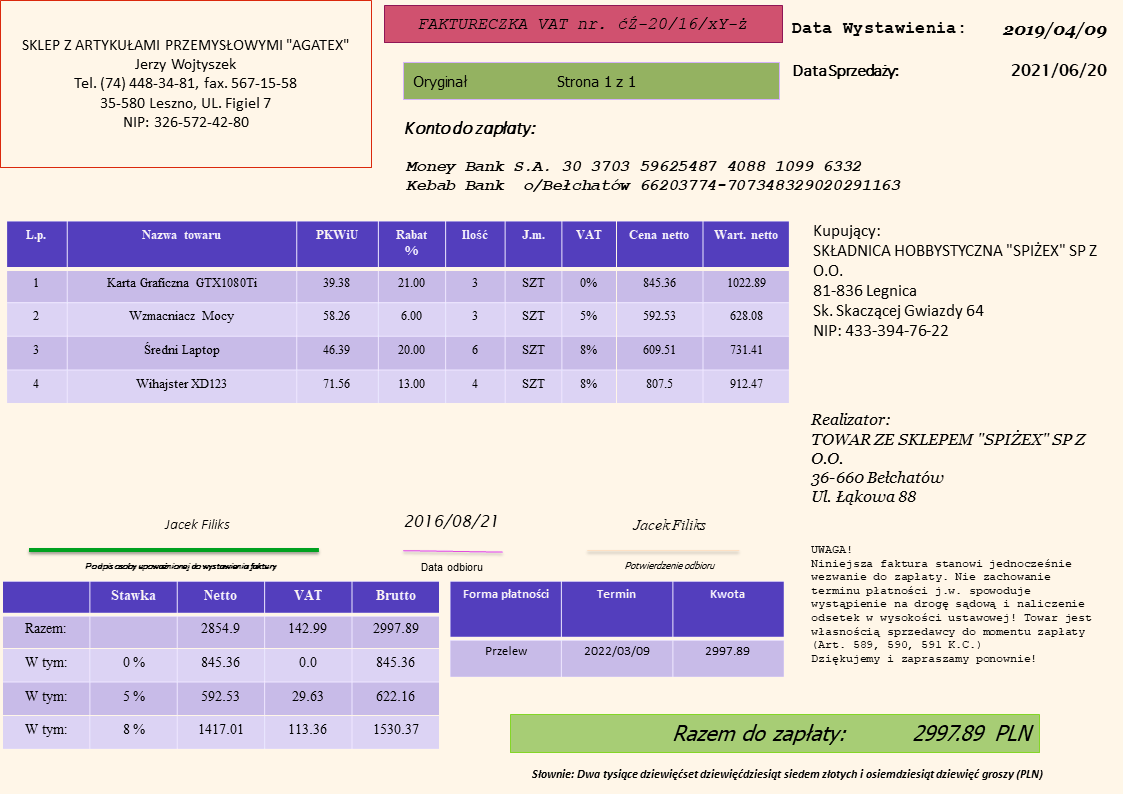 SKLEP Z ARTYKUŁAMI PRZEMYSŁOWYMI "AGATEX"
Jerzy Wojtyszek
Tel. (74) 448-34-81, fax. 567-15-58
35-580 Leszno, UL. Figiel 7
NIP: 326-572-42-80
FAKTURECZKA VAT nr. ćŹ-20/16/xY-ż
Oryginał Strona 1 z 1
Data Wystawienia: 2019/04/09
Data Sprzedaży: 2021/06/20
Konto do zapłaty:
Money Bank S.A. 30 3703 59625487 4088 1099 6332
Kebab Bank o/Bełchatów 66203774-707348329020291163
L.p. Nazwa towaru PKWiU Rabat % Ilość J.m. VAT Cena netto Wart. netto
1 Karta Graficzna GTX1080Ti 39.38 21.00 3 SZT 0% 845.36 1022.89
2 Wzmacniacz Mocy 58.26 6.00 3 SZT 5% 592.53 628.08
3 Średni Laptop 46.39 20.00 6 SZT 8% 609.51 731.41
4 Wihajster XD123 71.56 13.00 4 SZT 8% 807.5 912.47
Kupujący:
SKŁADNICA HOBBYSTYCZNA "SPIŻEX" SP Z
O.O.
81-836 Legnica
Sk. Skaczącej Gwiazdy 64
NIP: 433-394-76-22
Realizator:
TOWAR ZE SKLEPEM "SPIŻEX" SP Z
O.O.
36-660 Bełchatów
Ul. Łąkowa 88
Jacek Filiks
Podpis osoby upoważnionej do wystawienia faktury
2016/08/21
Data odbioru
Jacek Filiks
Potwierdzenie odbioru
Stawka Netto VAT Brutto
Razem: 2854.9 142.99 2997.89
W tym: 0 % 845.36 0.0 845.36
W tym: 5 % 592.53 29.63 622.16
W tym: 8 % 1417.01 113.36 1530.37
Forma płatności Termin Kwota
Przelew 2022/03/09 2997.89
UWAGA!
Niniejsza faktura stanowi jednocześnie
wezwanie do zapłaty. Nie zachowanie
terminu płatności j.w. spowoduje
wystąpienie na drogę sądową i naliczenie
odsetek w wysokości ustawowej! Towar jest
własnością sprzedawcy do momentu zapłaty
(Art. 589, 590, 591 K.C.)
Dziękujemy i zapraszamy ponownie!
Razem do zapłaty: 2997.89 PLN
Słownie: Dwa tysiące dziewięćset dziewięćdziesiąt siedem złotych i osiemdziesiąt dziewięć groszy (PLN)